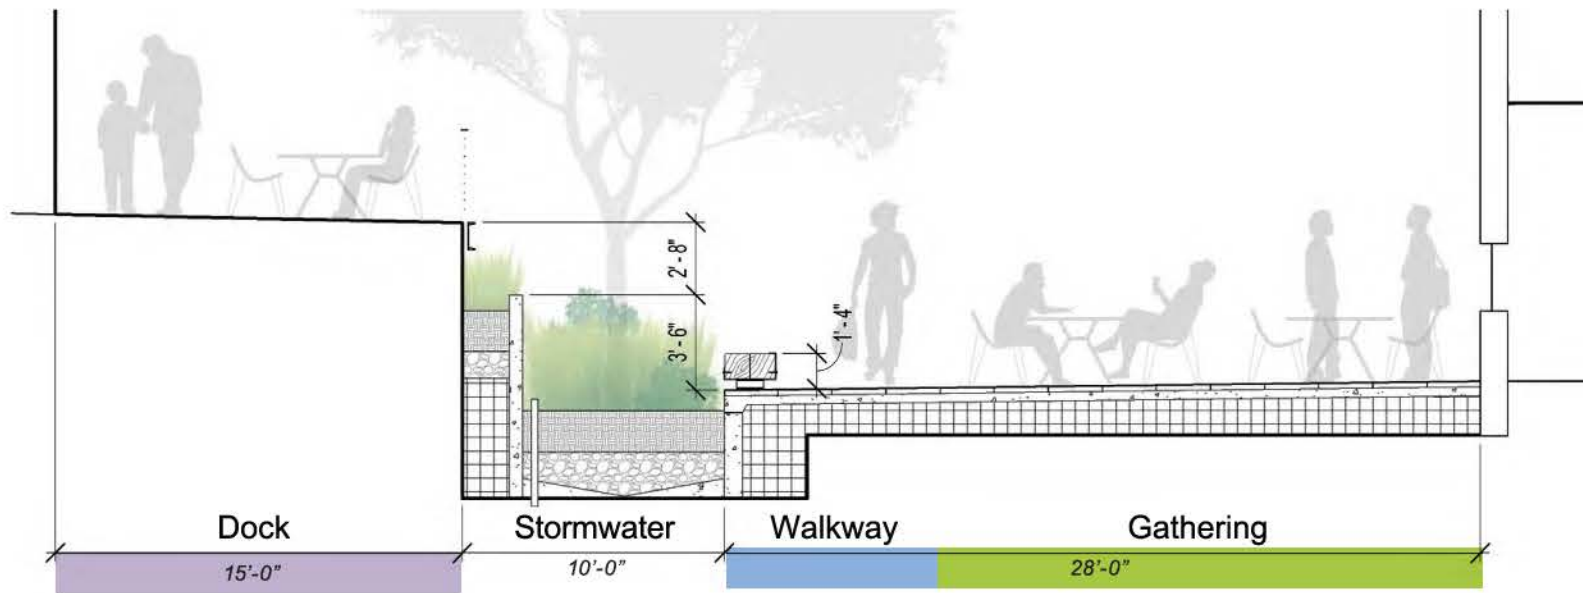 2'-8"
3'-6"
1'-4"
Dock
Stormwater
Walkway
Gathering
15'-0"
10'-0"
28'-0"